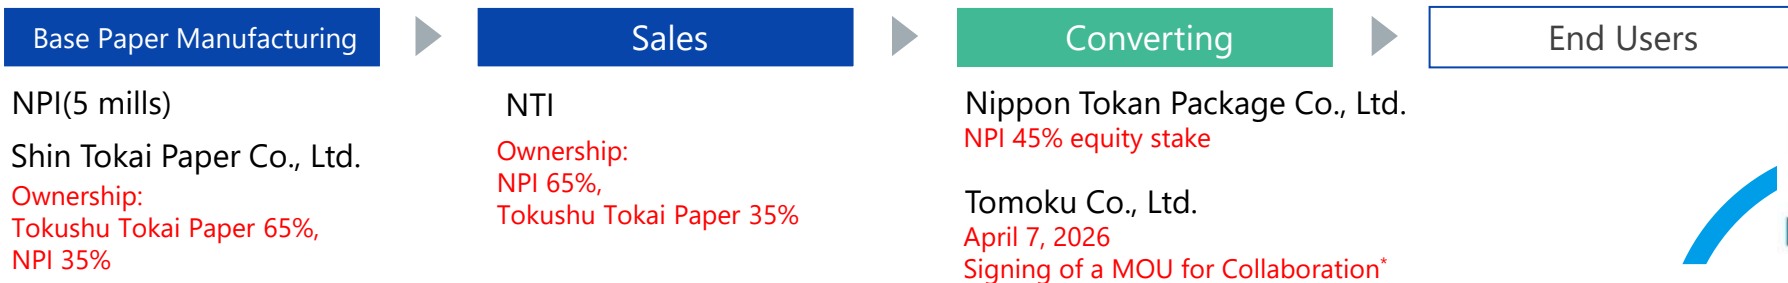 Base Paper Manufacturing
Sales
Converting
End Users
NPI(5 mills)
Shin Tokai Paper Co., Ltd.
Ownership:
Tokushu Tokai Paper 65%,
NPI 35%
NTI
Ownership:
NPI 65%,
Tokushu Tokai Paper 35%
Nippon Tokan Package Co., Ltd.
NPI 45% equity stake
Tomoku Co., Ltd.
April 7, 2026
Signing of a MOU for Collaboration*